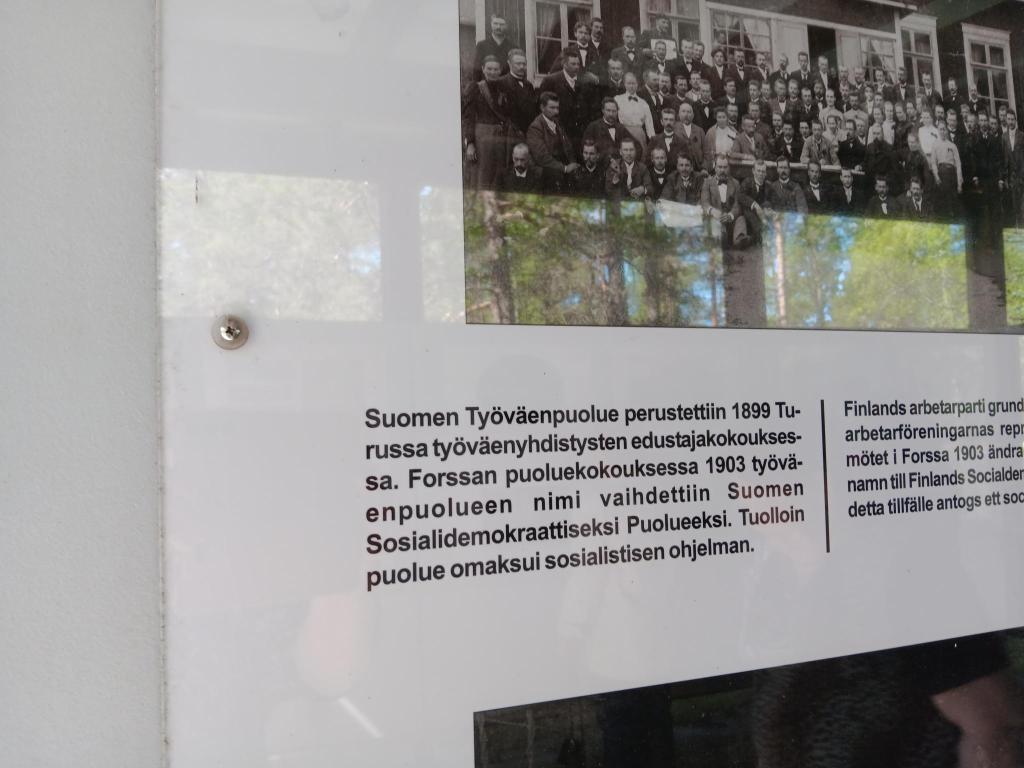 Suomen Työväenpuolue perustettiin 1899 Tu-
russa työväenyhdistysten edustajakokoukses-
sa. Forssan puoluekokouksessa 1903 työvä-
enpuolueen nimi vaihdettiin Suomen
Sosialidemokraattiseksi Puolueeksi. Tuolloin
puolue omaksui sosialistisen ohjelman.
Finlands arbetarparti grund
arbetarföreningarnas repr
mötet i Forssa 1903 ändra
namn till Finlands Socialdem
detta tillfälle antogs ett soc